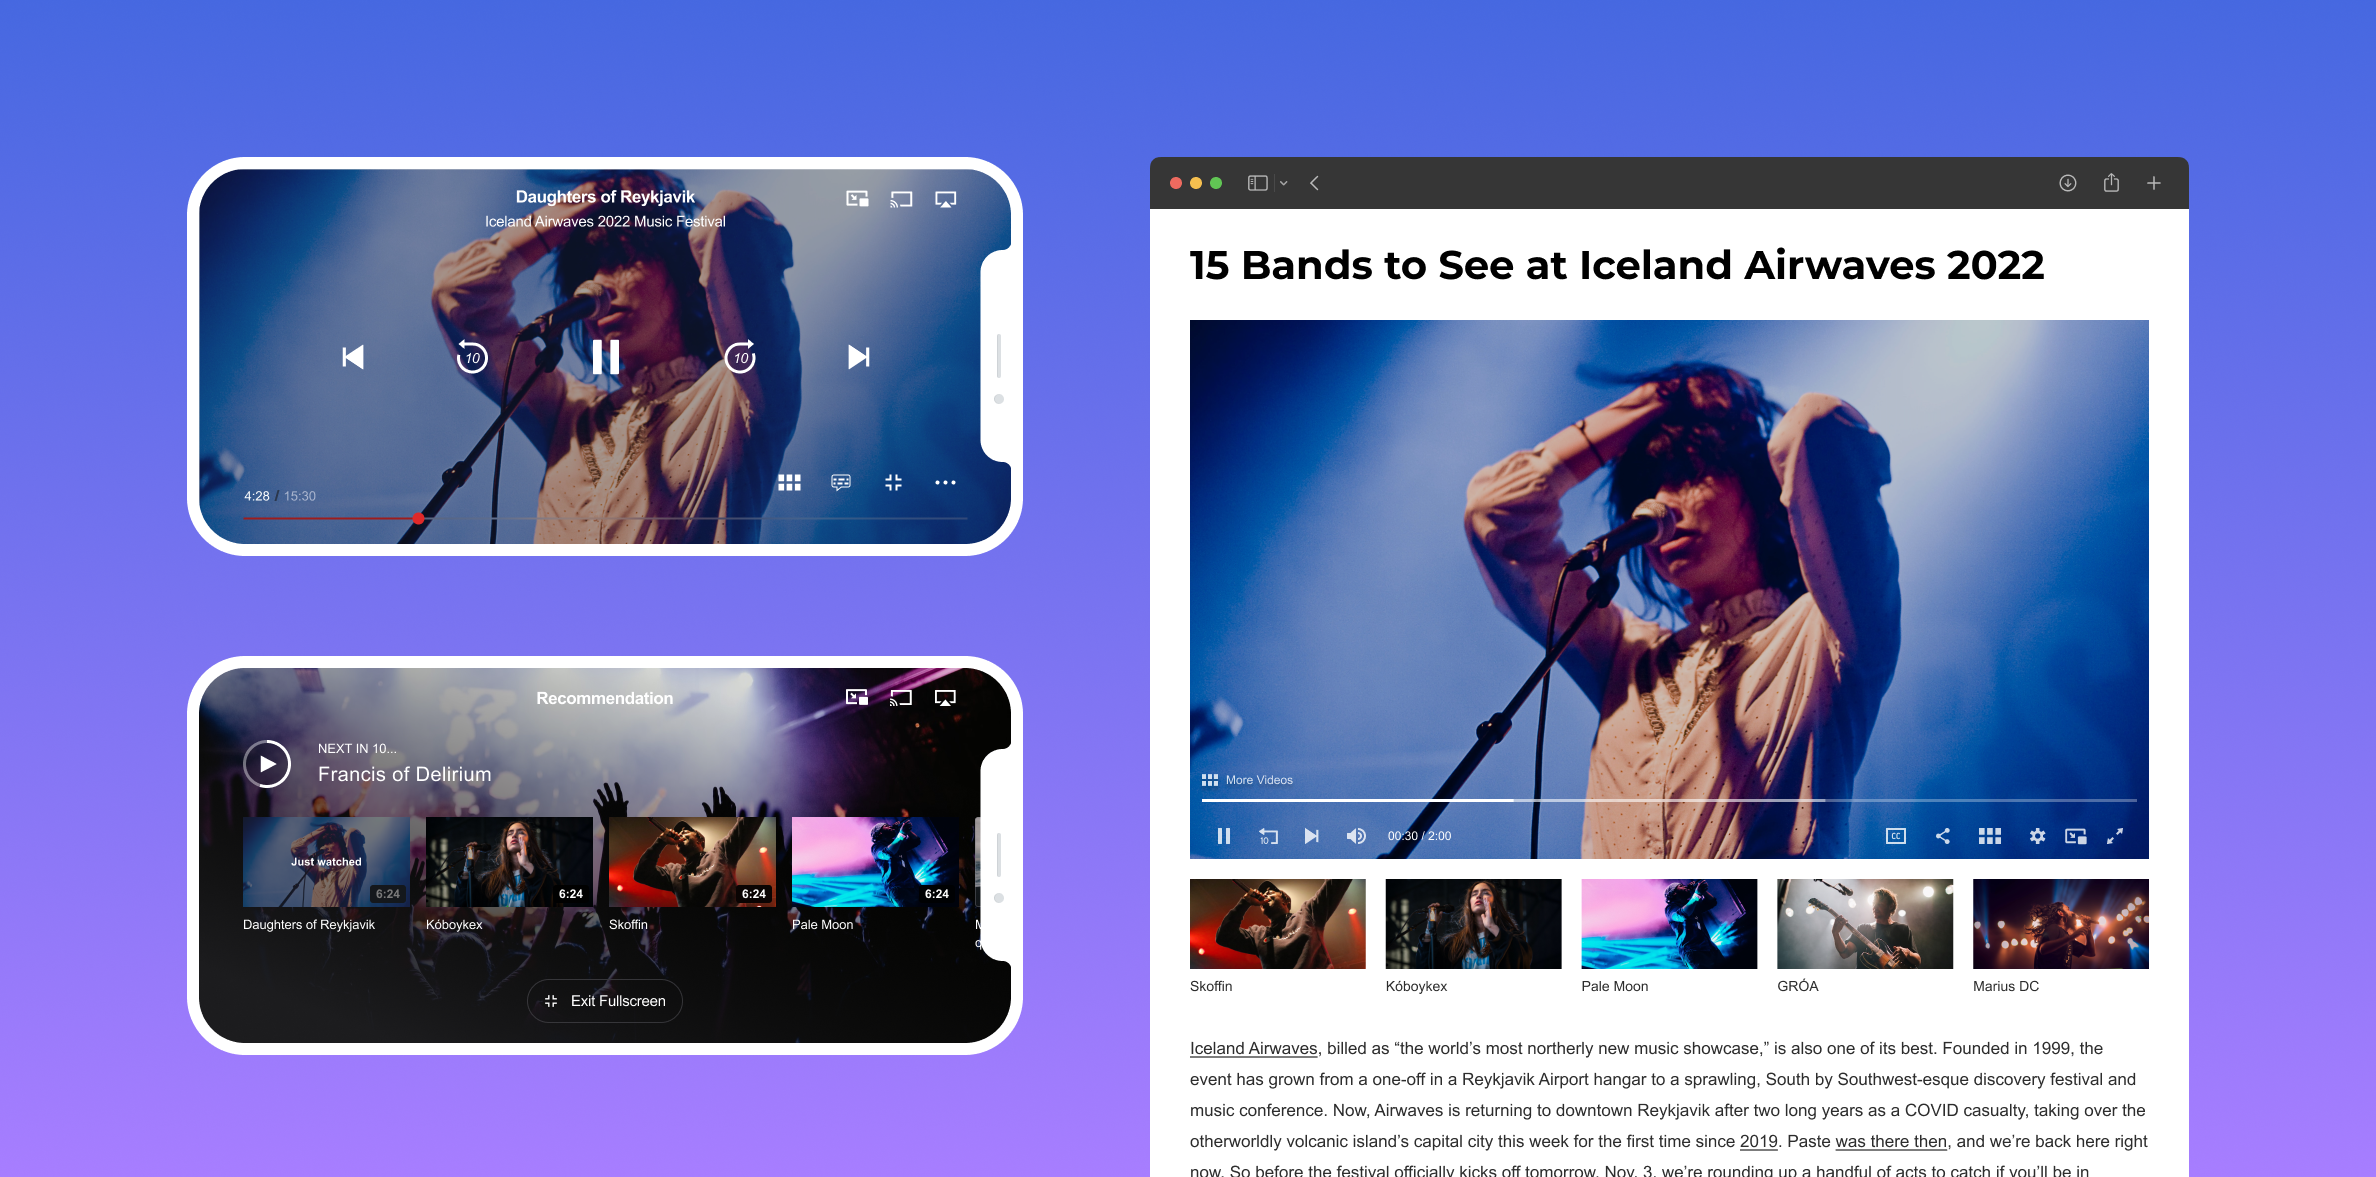 Daughters of Reykjavik
Iceland Airwaves 2022 Music Festival
10
10
4:28 / 15:30
Recommendation
NEXT IN 10...
Francis of Delirium
Just watched
6:24
6:24
6:24
6:24
Daughters of Reykjavik
Kóboykex
Skoffin
Pale Moon
Exit Fullscreen
15 Bands to See at Iceland Airwaves 2022
More Videos
10
00:30 / 2:00
CC
Skoffin
Kóboykex
Pale Moon
GRÓA
Marius DC
Iceland Airwaves, billed as “the world’s most northerly new music showcase,” is also one of its best. Founded in 1999, the
event has grown from a one-off in a Reykjavik Airport hangar to a sprawling, South by Southwest-esque discovery festival and
music conference. Now, Airwaves is returning to downtown Reykjavik after two long years as a COVID casualty, taking over the
otherworldly volcanic island’s capital city this week for the first time since 2019. Paste was there then, and we’re back here right
now. So before the festival officially kicks off tomorrow, Nov. 3, we’re rounding up a handful of acts to catch if you’ll be in